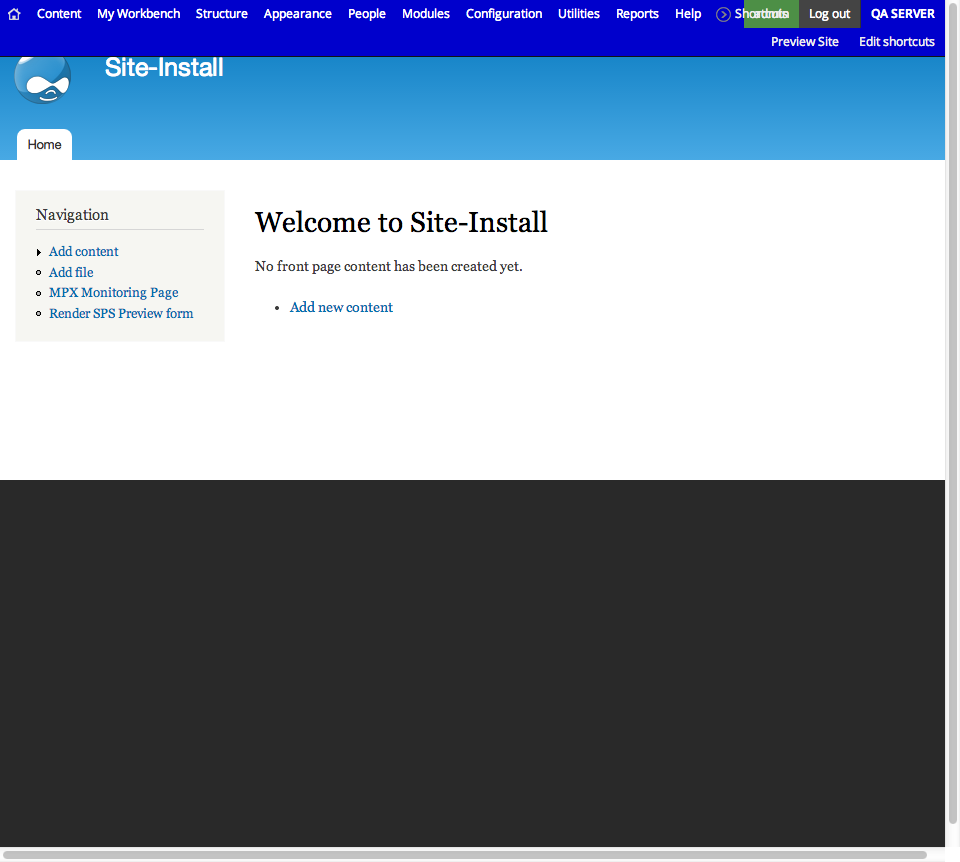 Content My Workbench Structure Appearance People Modules Configuration Utilities Reports Help Shortcuts Log out QA SERVER
Preview Site Edit shortcuts
Site-Install
Home
Navigation
Add content
Add file
MPX Monitoring Page
Render SPS Preview form
Welcome to Site-Install
No front page content has been created yet.
Add new content